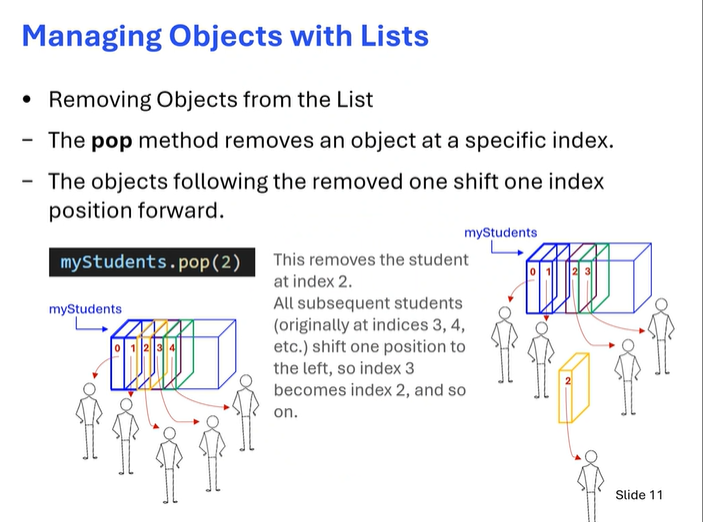 Managing Objects with Lists
• Removing Objects from the List
– The pop method removes an object at a specific index.
– The objects following the removed one shift one index
position forward.
myStudents.pop(2)
This removes the student
at index 2.
All subsequent students
(originally at indices 3, 4,
etc.) shift one position to
the left, so index 3
becomes index 2, and so
on.
myStudents
0 1 2 3 4
myStudents
0 1 2 3
2
Slide 11